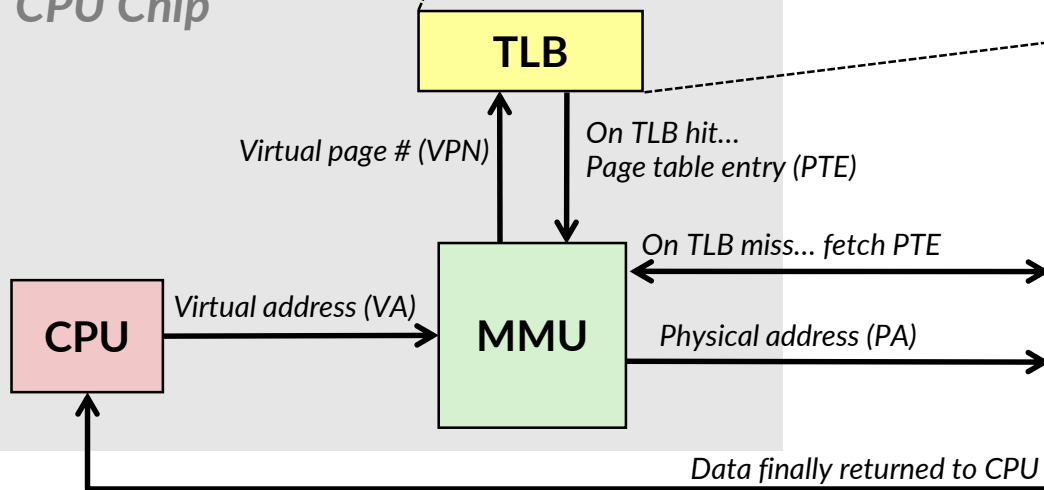 CPU Chip
TLB
Virtual page # (VPN)
On TLB hit...
Page table entry (PTE)
On TLB miss... fetch PTE
Virtual address (VA)
CPU
MMU
Physical address (PA)
Data finally returned to CPU